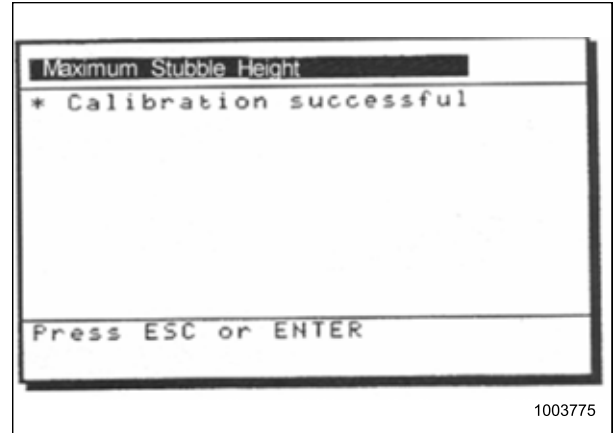 Maximum Stubble Height
* Calibration successful
Press ESC or ENTER
1003775